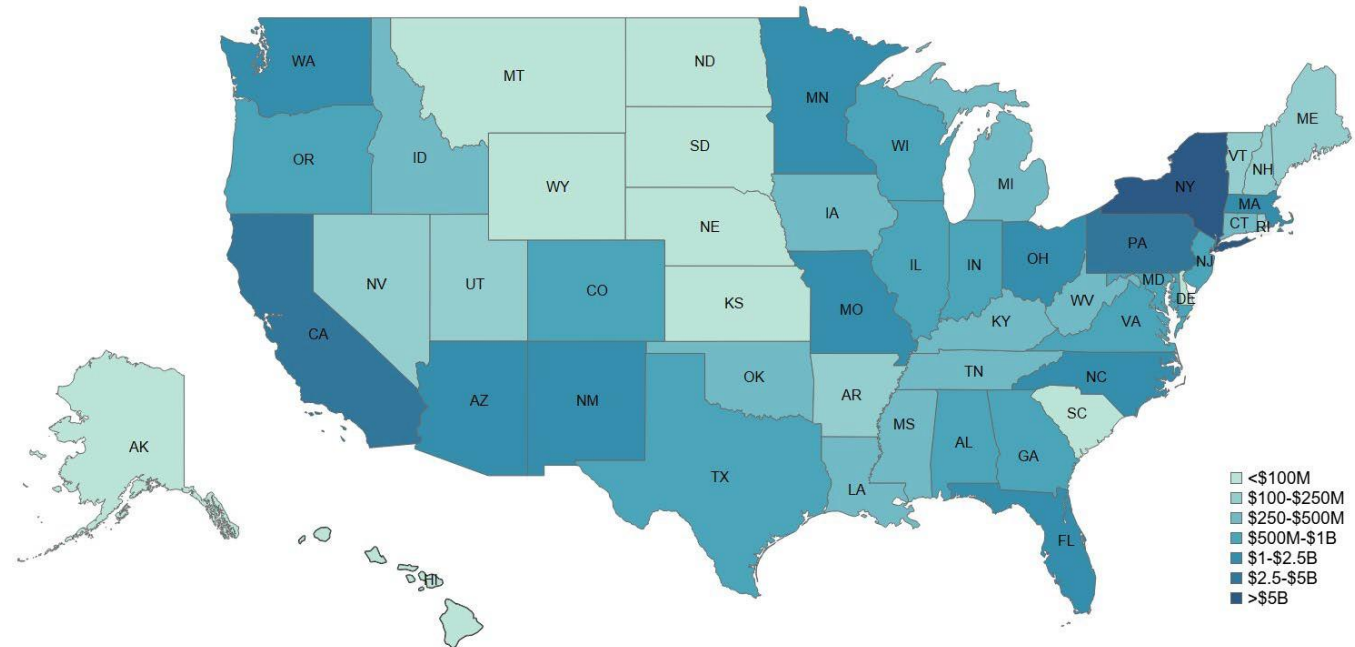 WA
MT
ND
MN
ME
OR
ID
SD
WI
VT
NH
WY
MI
NY
MA
IA
CT
RI
NE
PA
NV
UT
CO
IL
IN
OH
NJ
MD
DE
KS
MO
WV
VA
KY
CA
AZ
NM
OK
AR
TN
NC
SC
MS
AL
GA
AK
TX
LA
FL
HI
<$100M
$100-$250M
$250-$500M
$500M-$1B
$1-$2.5B
$2.5-$5B
>$5B